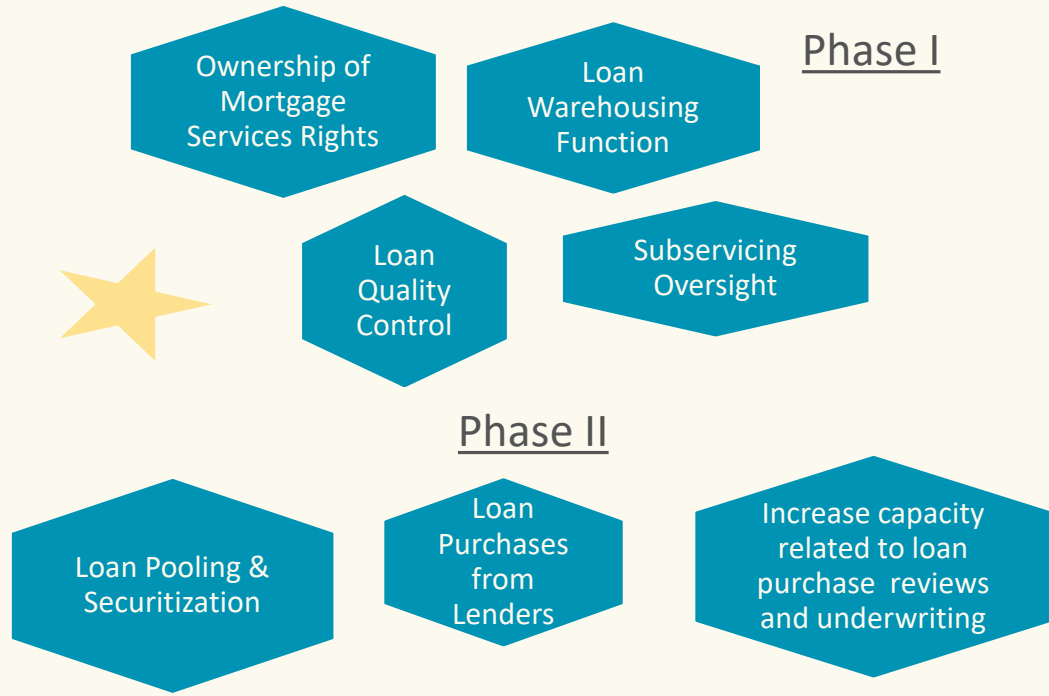 Phase I
Ownership of
Mortgage
Services Rights
Loan
Warehousing
Function
Loan
Quality
Control
Subservicing
Oversight
Phase II
Loan Pooling &
Securitization
Loan
Purchases
from
Lenders
Increase capacity
related to loan
purchase reviews
and underwriting